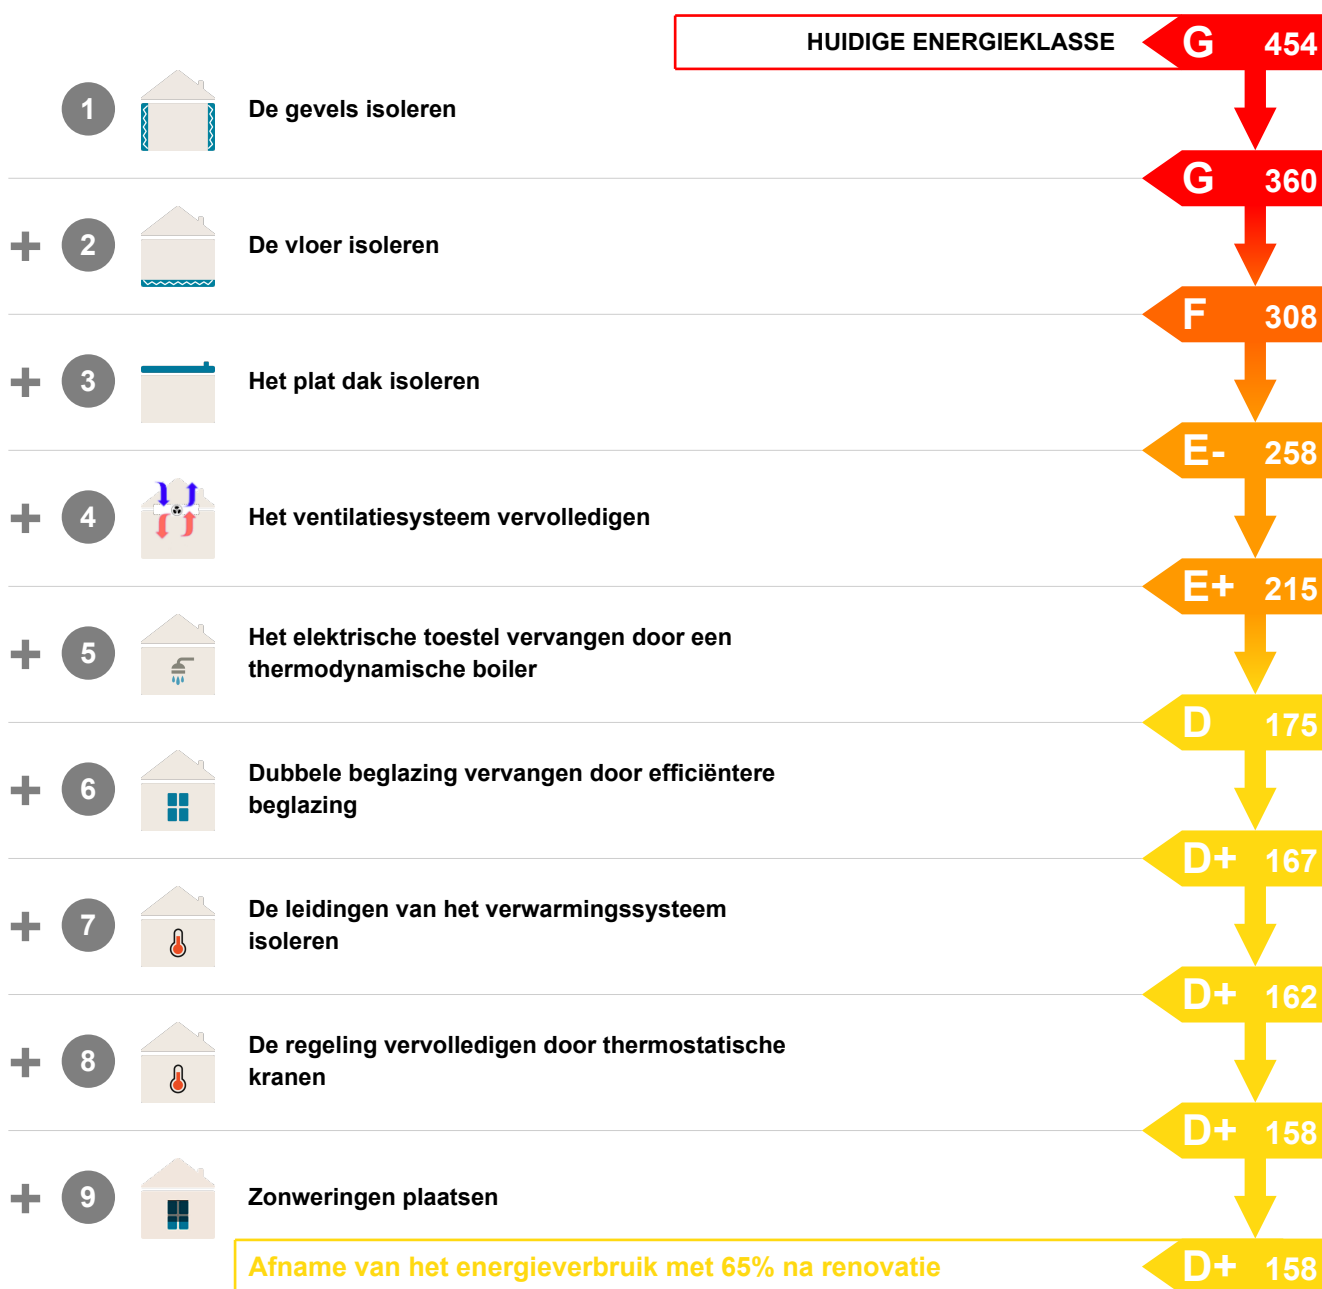 HUIDIGE ENERGIEKLASSE G 454
1 De gevels isoleren
G 360
+ 2 De vloer isoleren
F 308
+ 3 Het plat dak isoleren
E- 258
+ 4 Het ventilatiesysteem vervolledigen
E+ 215
+ 5 Het elektrische toestel vervangen door een
thermodynamische boiler
D 175
+ 6 Dubbele beglazing vervangen door efficiëntere
beglazing
D+ 167
+ 7 De leidingen van het verwarmingssysteem
isoleren
D+ 162
+ 8 De regeling vervolledigen door thermostatische
kranen
D+ 158
+ 9 Zonweringen plaatsen
Afname van het energieverbruik met 65% na renovatie D+ 158